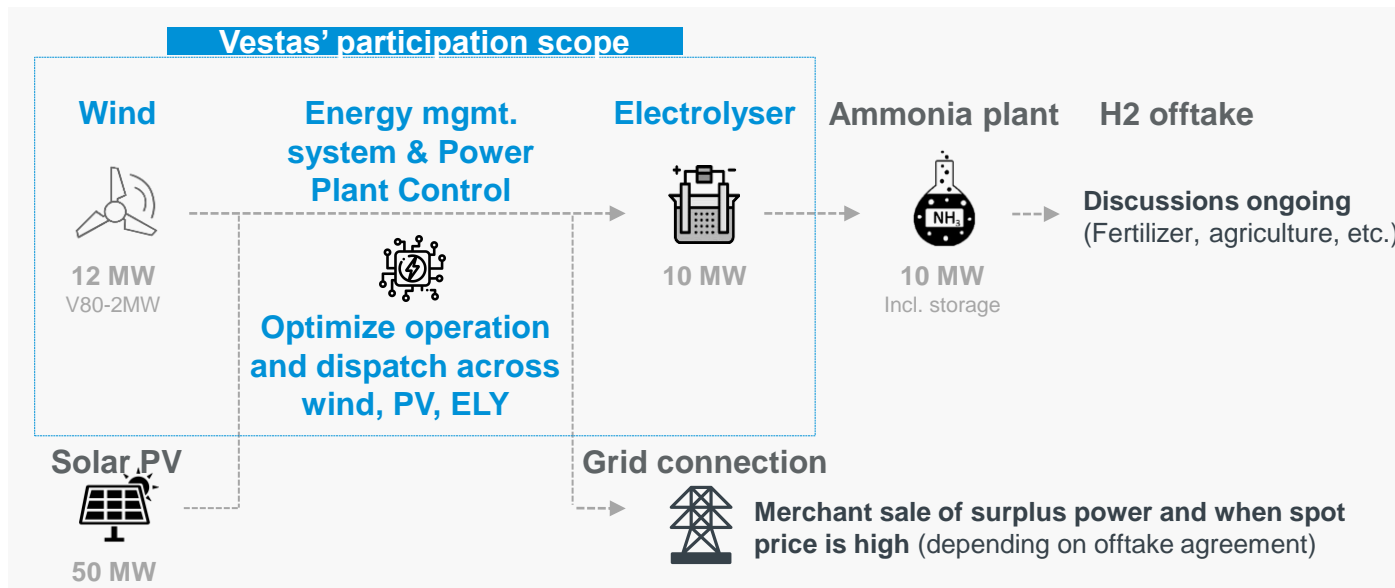 Vestas’ participation scope
Wind
Energy mgmt.
system & Power
Plant Control
Electrolyser
Ammonia plant
H2 offtake
12 MW
V80-2MW
Optimize operation
and dispatch across
wind, PV, ELY
10 MW
NH3
10 MW
Incl. storage
Discussions ongoing
(Fertilizer, agriculture, etc.)
Solar PV
50 MW
Grid connection
Merchant sale of surplus power and when spot
price is high (depending on offtake agreement)